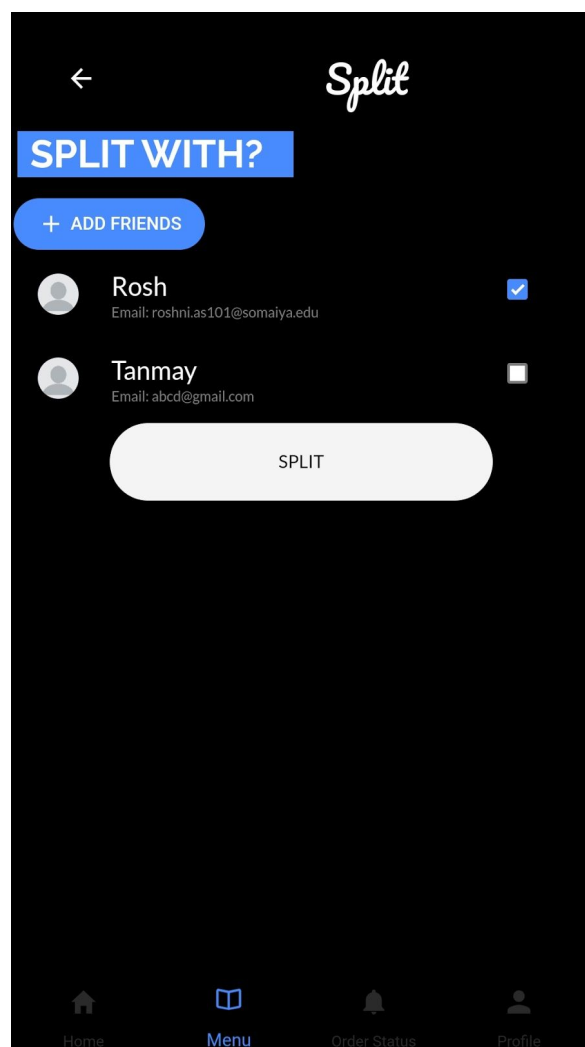 Split
SPLIT WITH?
+ ADD FRIENDS
Rosh
Email: roshni.as101@somaiya.edu
Tanmay
Email: abcd@gmail.com
SPLIT
Home Menu Order Status Profile